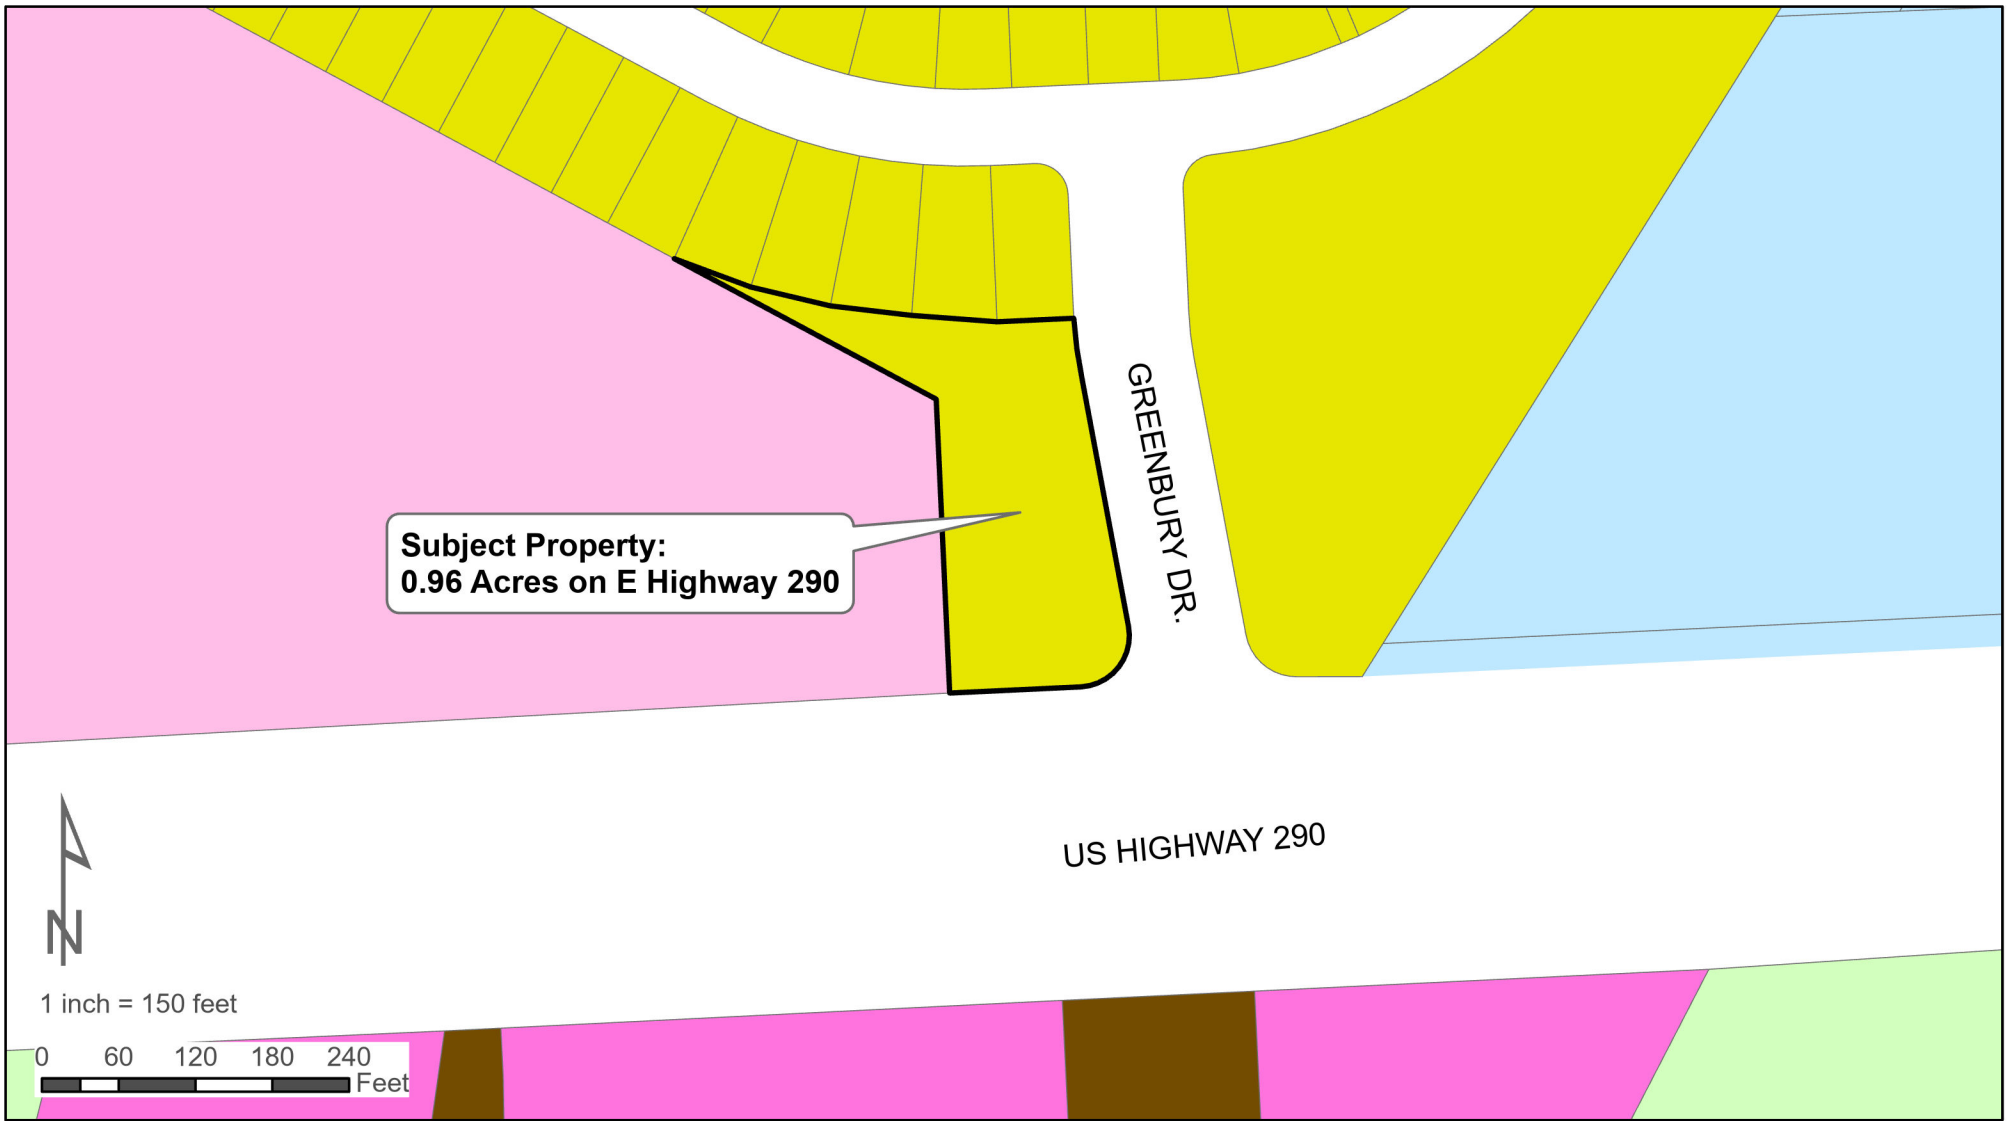 GREENBURY DR.
Subject Property:
0.96 Acres on E Highway 290
US HIGHWAY 290
N
1 inch = 150 feet
0 60 120 180 240
Feet